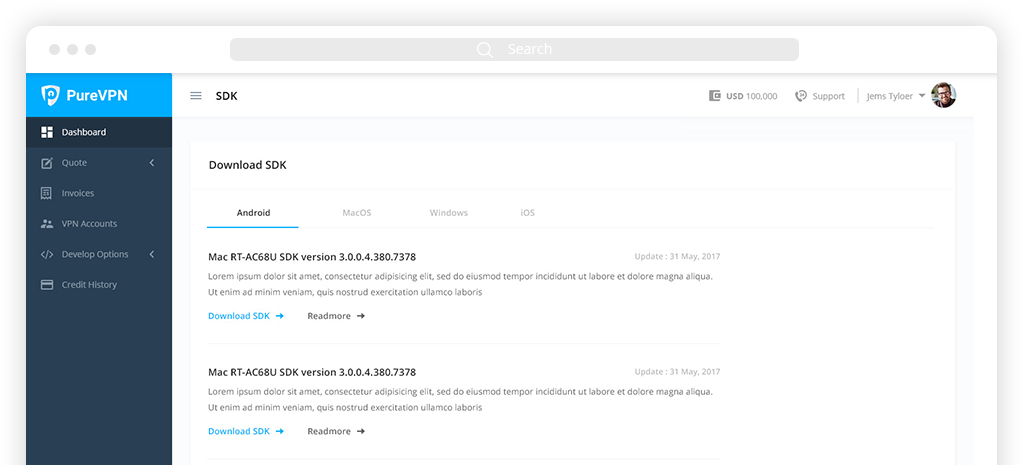 Search
PureVPN
SDK
USD 100,000
Support
Jems Tyloer
Dashboard
Quote
Invoices
VPN Accounts
Develop Options
Credit History
Download SDK
Android
MacOS
Windows
iOS
Mac RT-AC68U SDK version 3.0.0.4.380.7378
Update : 31 May, 2017
Lorem ipsum dolor sit amet, consectetur adipisicing elit, sed do eiusmod tempor incididunt ut labore et dolore magna aliqua.
Ut enim ad minim veniam, quis nostrud exercitation ullamco laboris
Download SDK
Readmore
Mac RT-AC68U SDK version 3.0.0.4.380.7378
Update : 31 May, 2017
Lorem ipsum dolor sit amet, consectetur adipisicing elit, sed do eiusmod tempor incididunt ut labore et dolore magna aliqua.
Ut enim ad minim veniam, quis nostrud exercitation ullamco laboris
Download SDK
Readmore